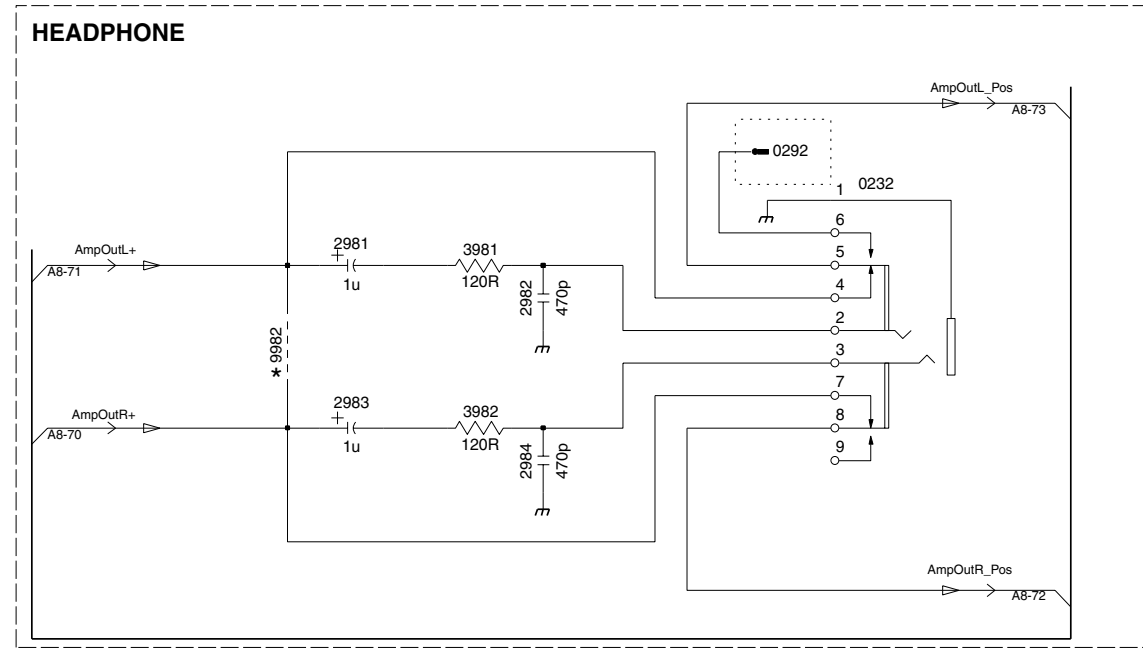 HEADPHONE
AmpOutL_Pos
A8-73
0292
1 0232
6
AmpOutL+
A8-71
2981
+
1u
3981
120R
2982
470p
5
4
2
3
* 9982
AmpOutR+
A8-70
2983
+
1u
3982
120R
2984
470p
7
8
9
AmpOutR_Pos
A8-72